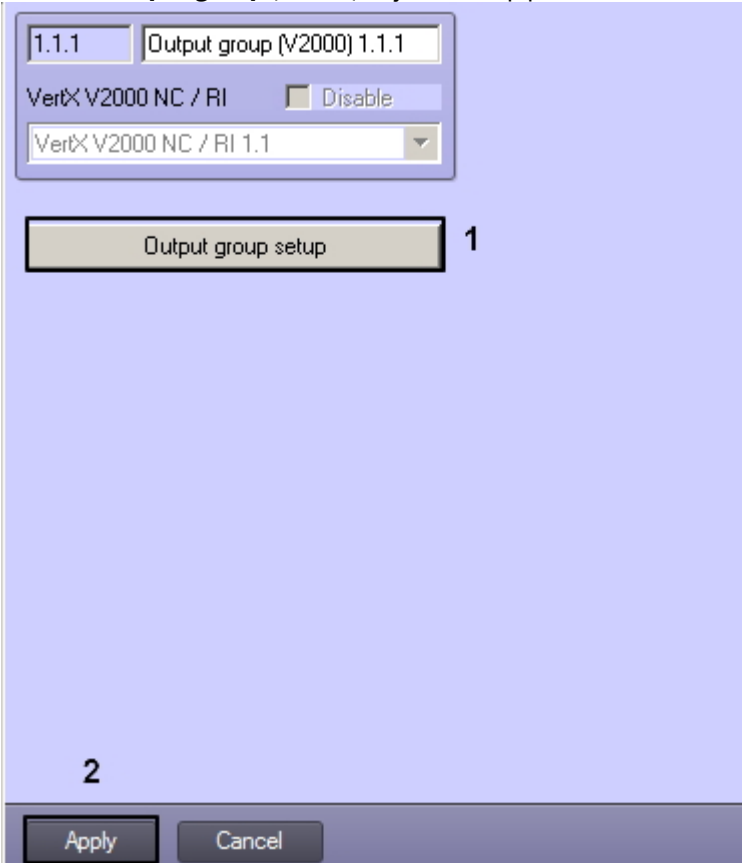 1.1.1 Output group (V2000) 1.1.1
VertX V2000 NC / RI Disable
VertX V2000 NC / RI 1.1
Output group setup 1
2
Apply Cancel